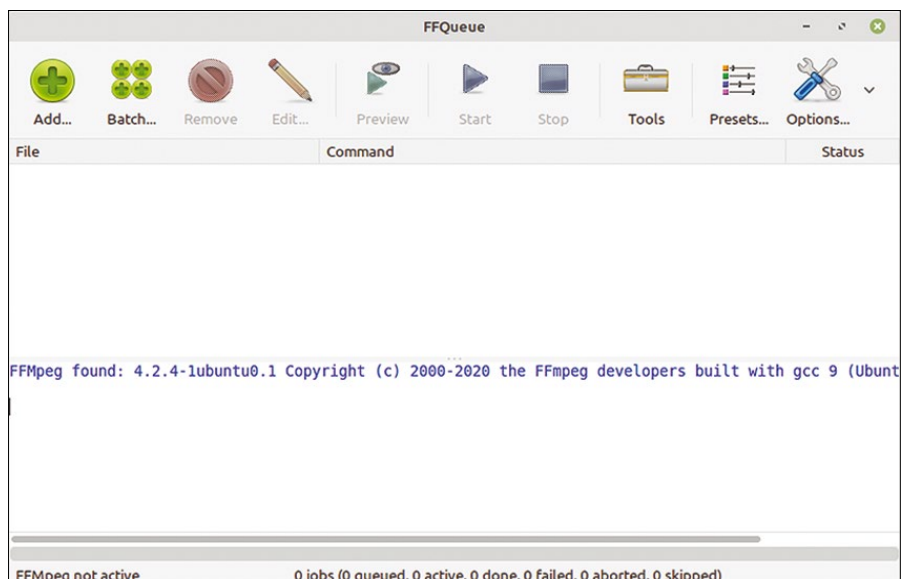 FFQueue
Add... Batch... Remove Edit... Preview Start Stop Tools Presets... Options...
File Command Status
FFMpeg found: 4.2.4-1ubuntu0.1 Copyright (c) 2000-2020 the FFmpeg developers built with gcc 9 (Ubunt
FFMpeg not active 0 jobs (0 queued, 0 active, 0 done, 0 failed, 0 aborted, 0 skipped)